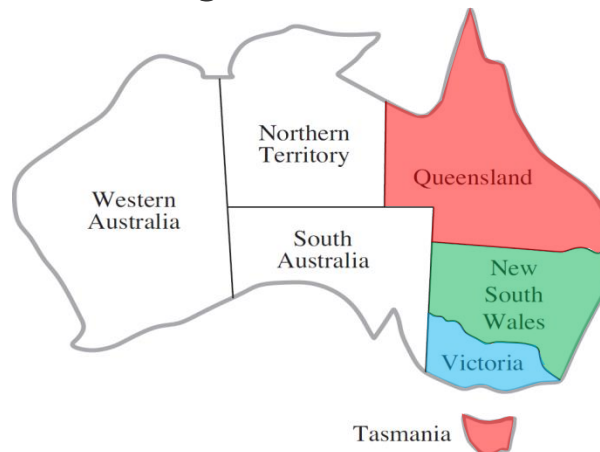 Northern
Territory
Western
Australia
Queensland
South
Australia
New
South
Wales
Victoria
Tasmania